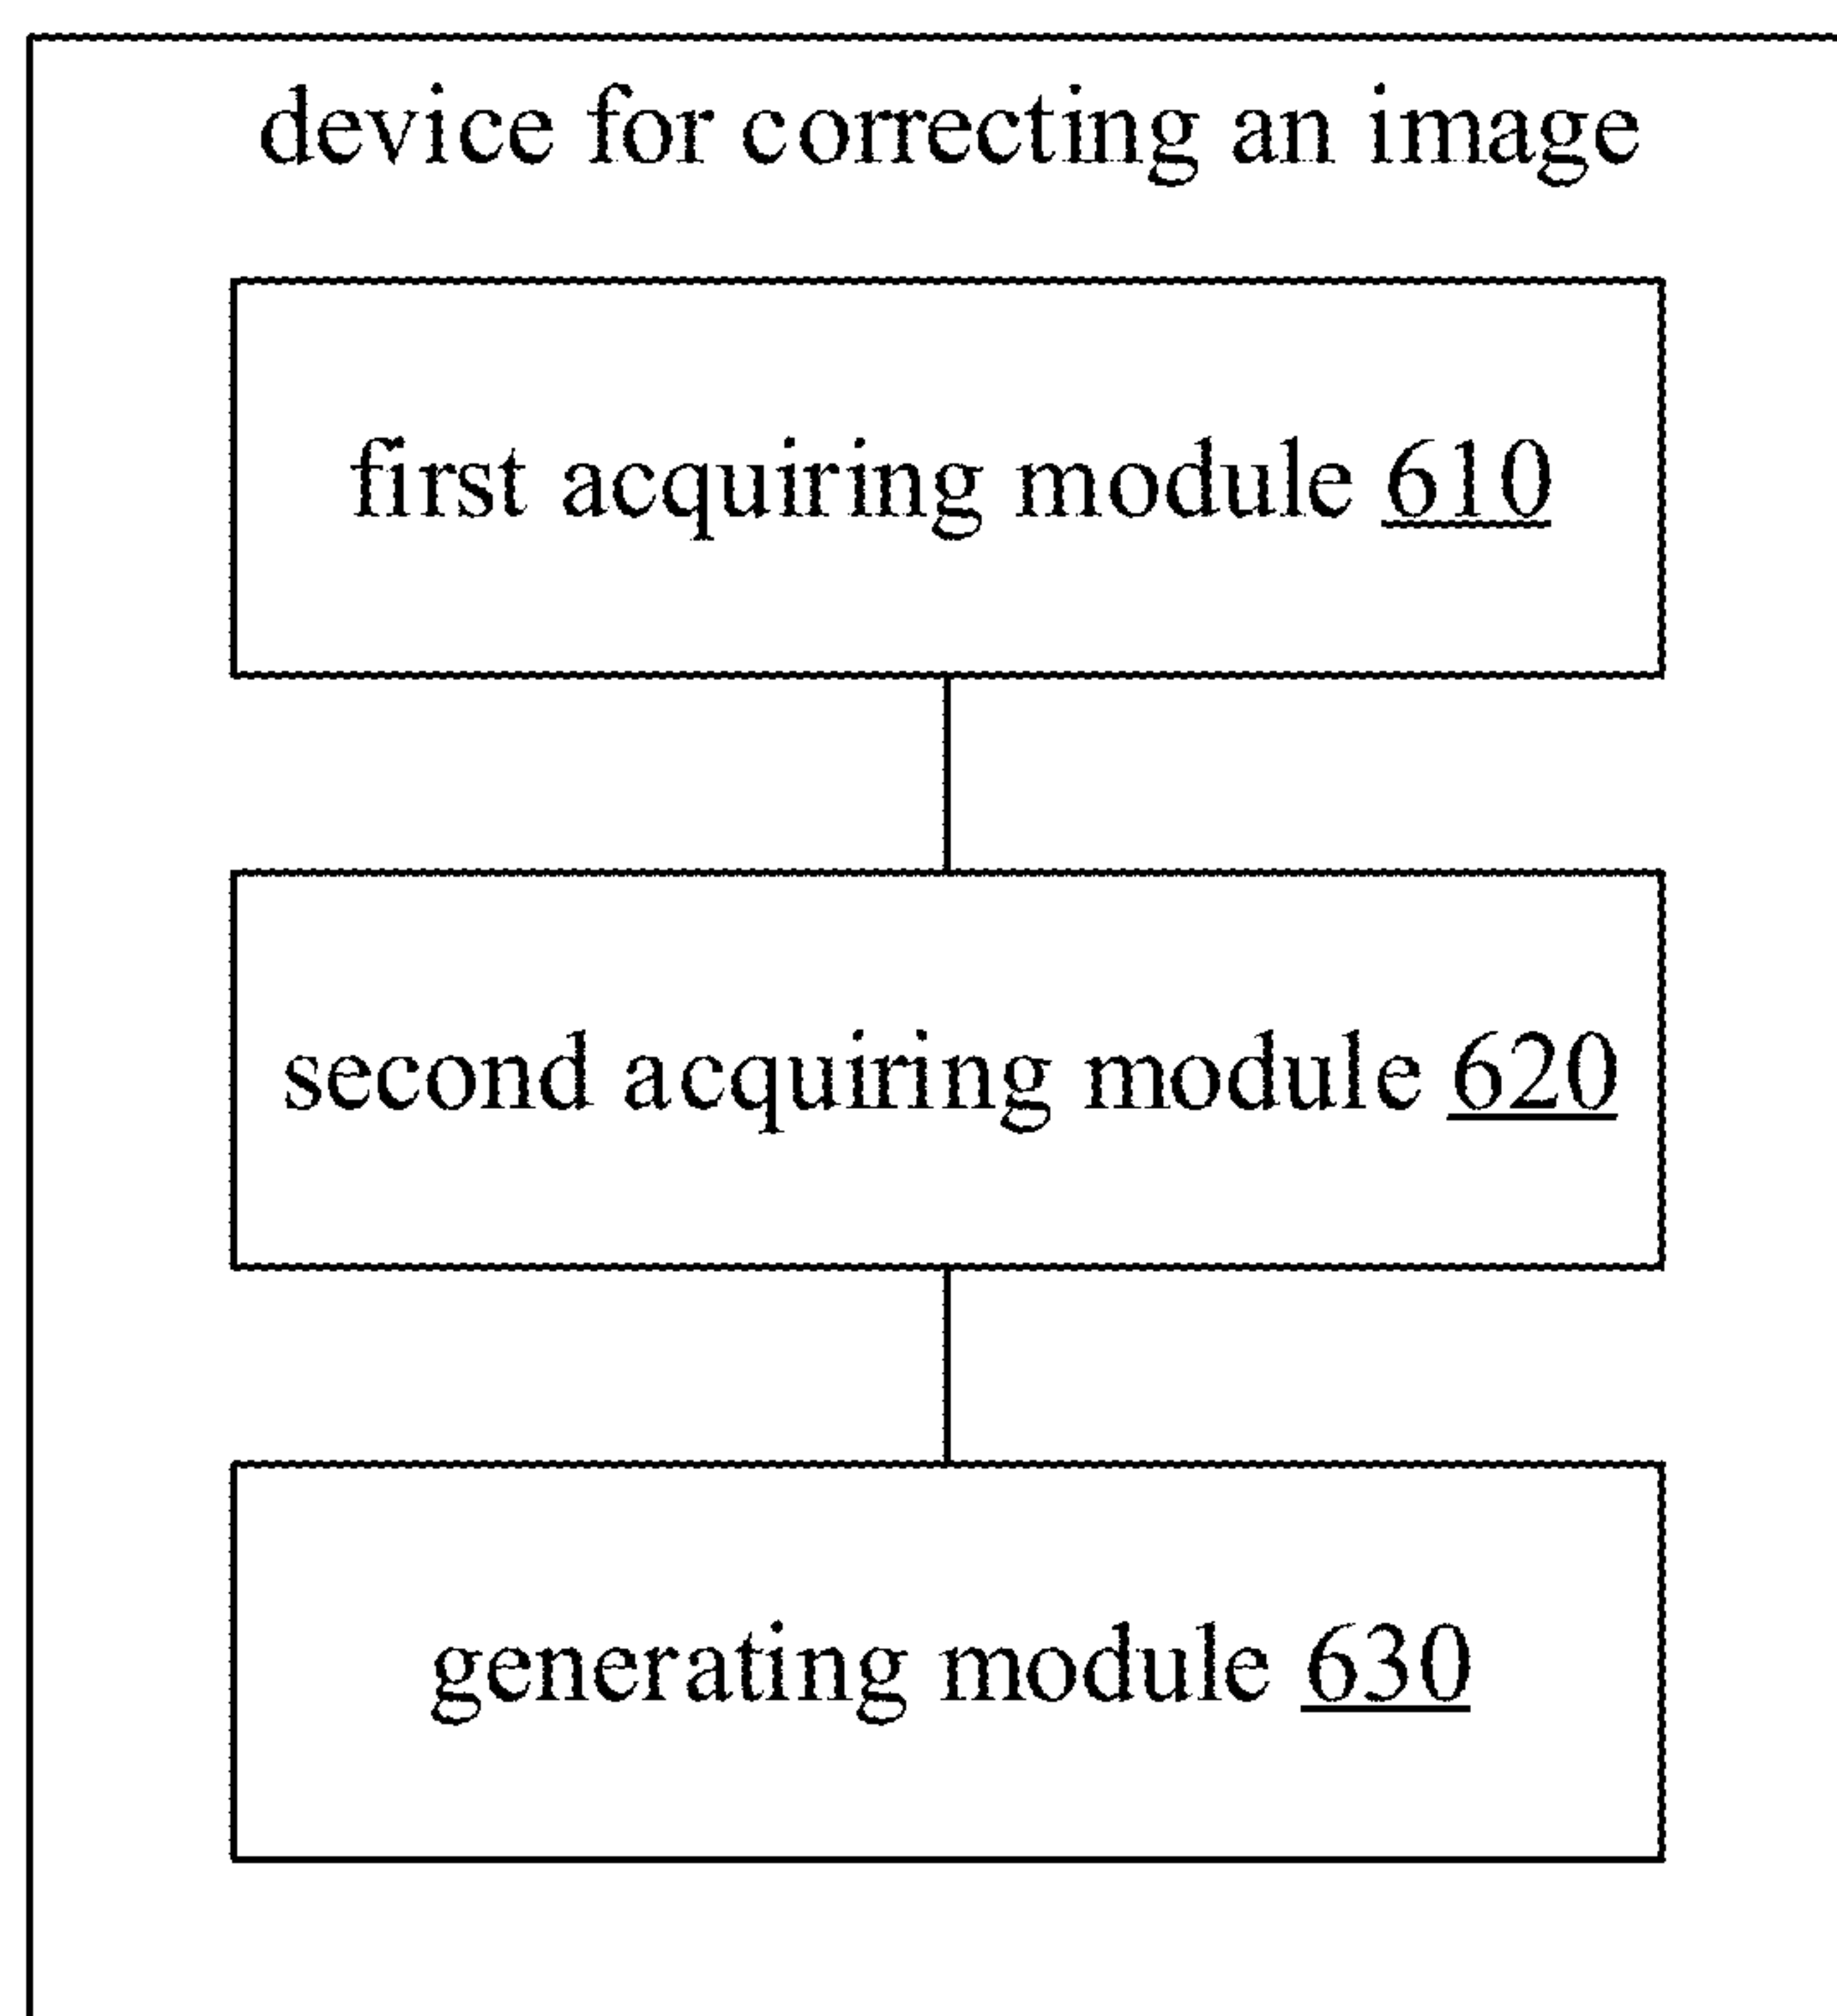 device for correcting an image
first acquiring module 610
second acquiring module 620
generating module 630